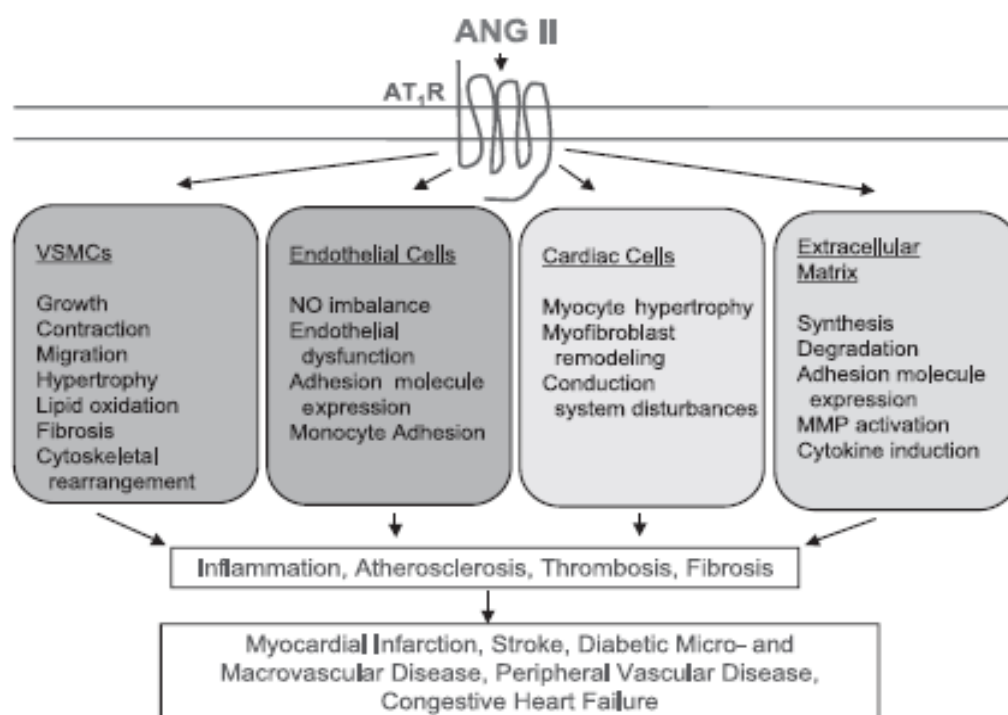 ANG II
AT₁R
VSMCs
Growth
Contraction
Migration
Hypertrophy
Lipid oxidation
Fibrosis
Cytoskeletal
rearrangement
Endothelial Cells
NO imbalance
Endothelial
dysfunction
Adhesion molecule
expression
Monocyte Adhesion
Cardiac Cells
Myocyte hypertrophy
Myofibroblast
remodeling
Conduction
system disturbances
Extracellular
Matrix
Synthesis
Degradation
Adhesion molecule
expression
MMP activation
Cytokine induction
Inflammation, Atherosclerosis, Thrombosis, Fibrosis
Myocardial Infarction, Stroke, Diabetic Micro– and
Macrovascular Disease, Peripheral Vascular Disease,
Congestive Heart Failure